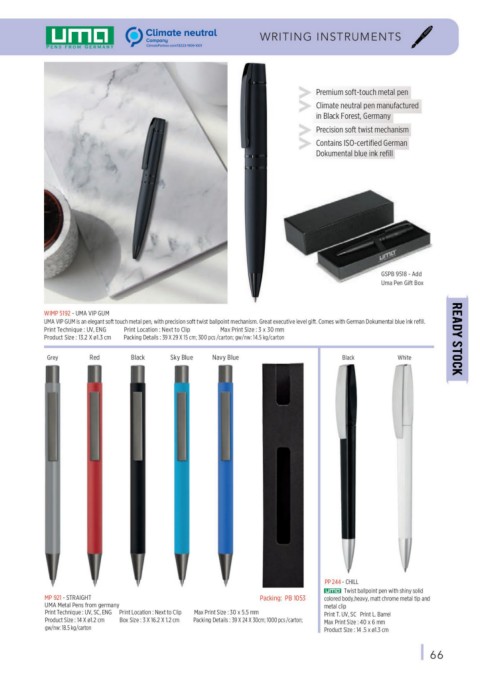 uma
PENS FROM GERMANY
Climate neutral
Company
WRITING INSTRUMENTS
Premium soft-touch metal pen
Climate neutral pen manufactured
in Black Forest, Germany
Precision soft twist mechanism
Contains ISO-certified German
Dokumental blue ink refill
uma
GSPB 9518 - Add
Uma Pen Gift Box
WIMP 5192 - UMA VIP GUM
UMA VIP GUM is an elegant soft touch metal pen, with precision soft twist ballpoint mechanism. Great executive level gift. Comes with German Dokumental blue ink refill.
Print Technique : UV, ENG Print Location : Next to Clip Max Print Size : 3 x 30 mm
Product Size : 13.2 X ø1.3 cm Packing Details : 39 X 29 X 15 cm; 300 pcs /carton; gw/nw: 14.5 kg/carton
READY STOCK
Grey Red Black Sky Blue Navy Blue
Black White
MP 921 - STRAIGHT
UMA Metal Pens from germany
Print Technique : UV, SC, ENG Print Location : Next to Clip Max Print Size : 30 x 5.5 mm
Product Size : 14 X ø1.2 cm Box Size : 3 X 16.2 X 1.2 cm Packing Details : 39 X 24 X 30cm; 1000 pcs /carton;
gw/nw: 18.5 kg/carton
Packing: PB 1053
PP 244 - CHILL
uma Twist ballpoint pen with shiny solid
colored body,heavy, matt chrome metal tip and
metal clip
Print T. UV, SC Print L. Barrel
Max Print Size : 40 x 6 mm
Product Size : 14 .5 x ø1.3 cm
66